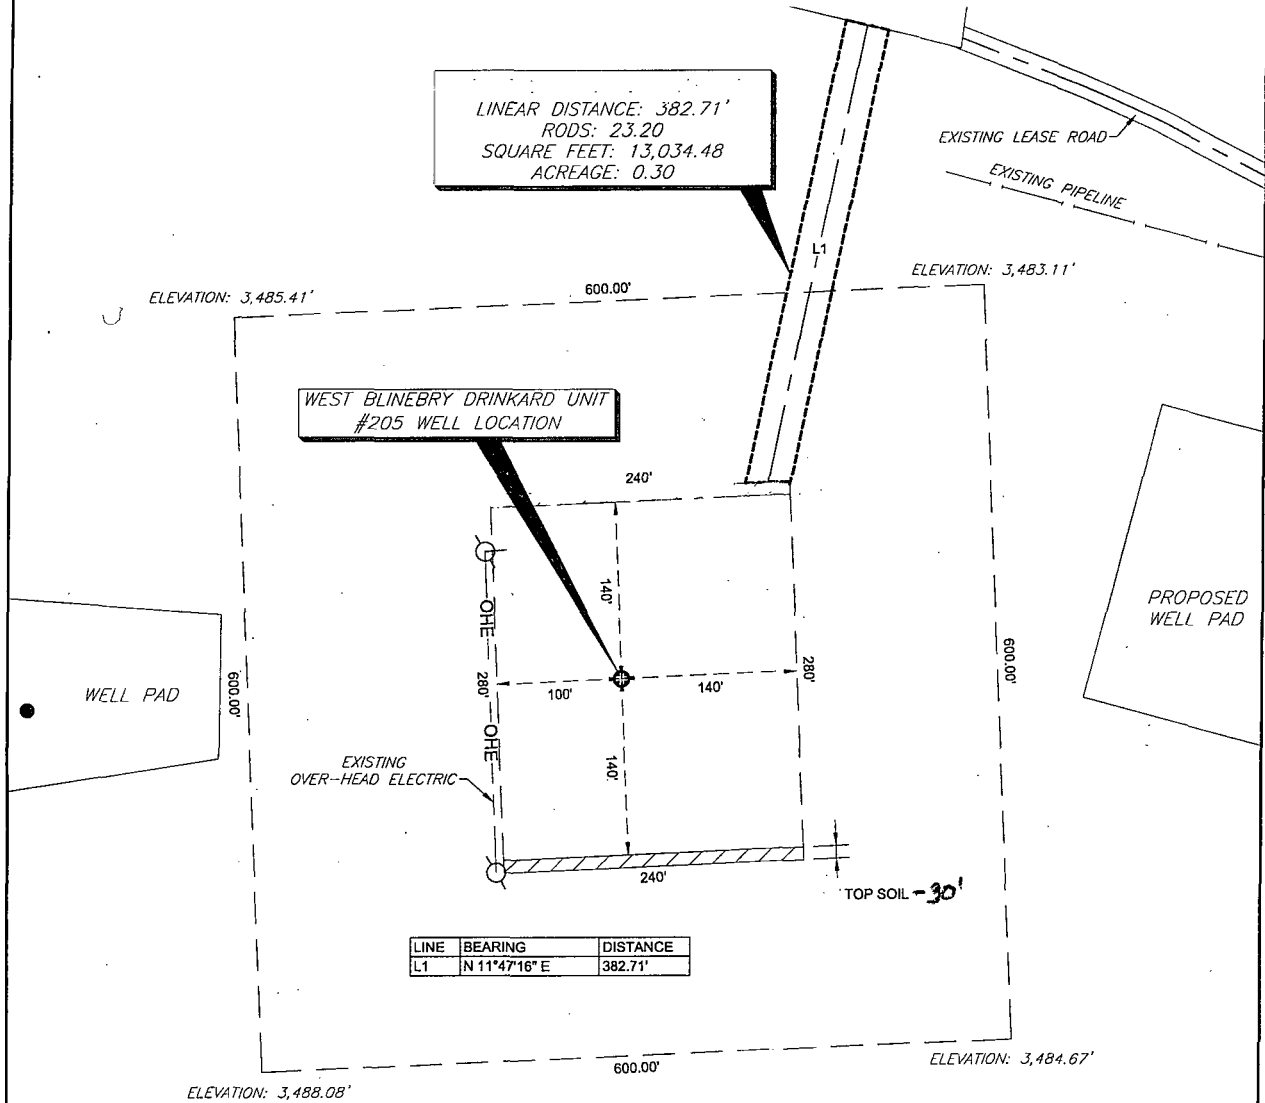 LINEAR DISTANCE: 382.71'
RODS: 23.20
SQUARE FEET: 13,034.48
ACREAGE: 0.30
EXISTING LEASE ROAD
EXISTING PIPELINE
L1
ELEVATION: 3,485.41'
600.00'
ELEVATION: 3,483.11'
WEST BLINEBRY DRINKARD UNIT
#205 WELL LOCATION
240'
140'
OHE
PROPOSED
WELL PAD
WELL PAD
600.00'
280'
100'
140'
280'
600.00'
OHE
140'
EXISTING
OVER-HEAD ELECTRIC
240'
TOP SOIL - 30'
LINE BEARING DISTANCE
L1 N 11°47'16" E 382.71'
600.00'
ELEVATION: 3,484.67'
ELEVATION: 3,488.08'